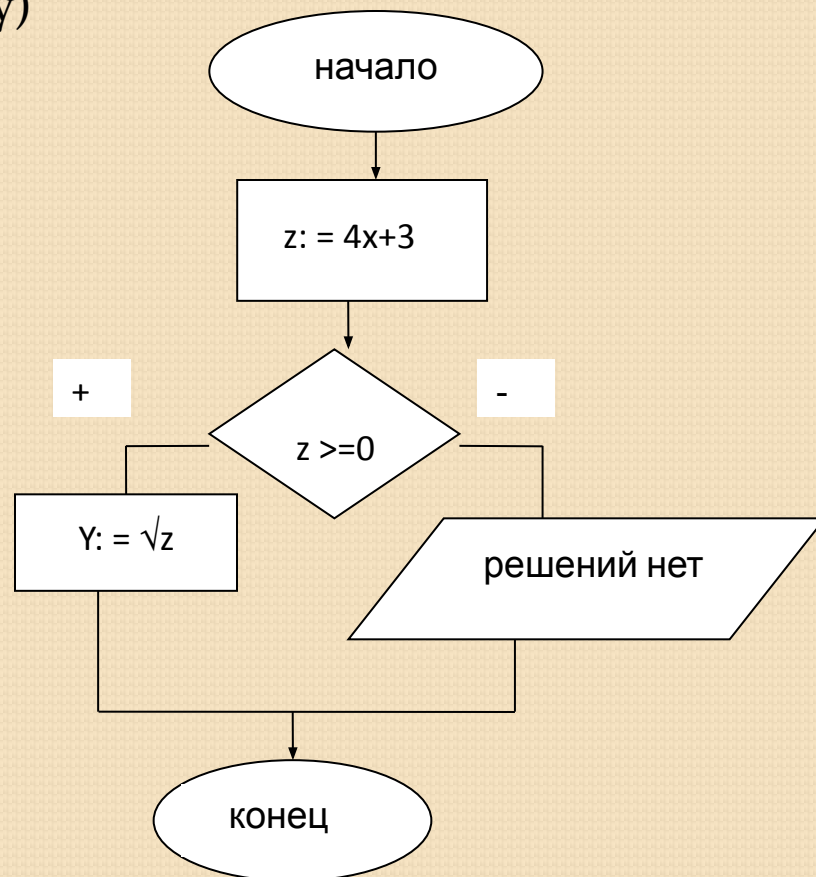 у)
начало
z: = 4x+3
+
-
z >=0
Y: = √z
решений нет
конец